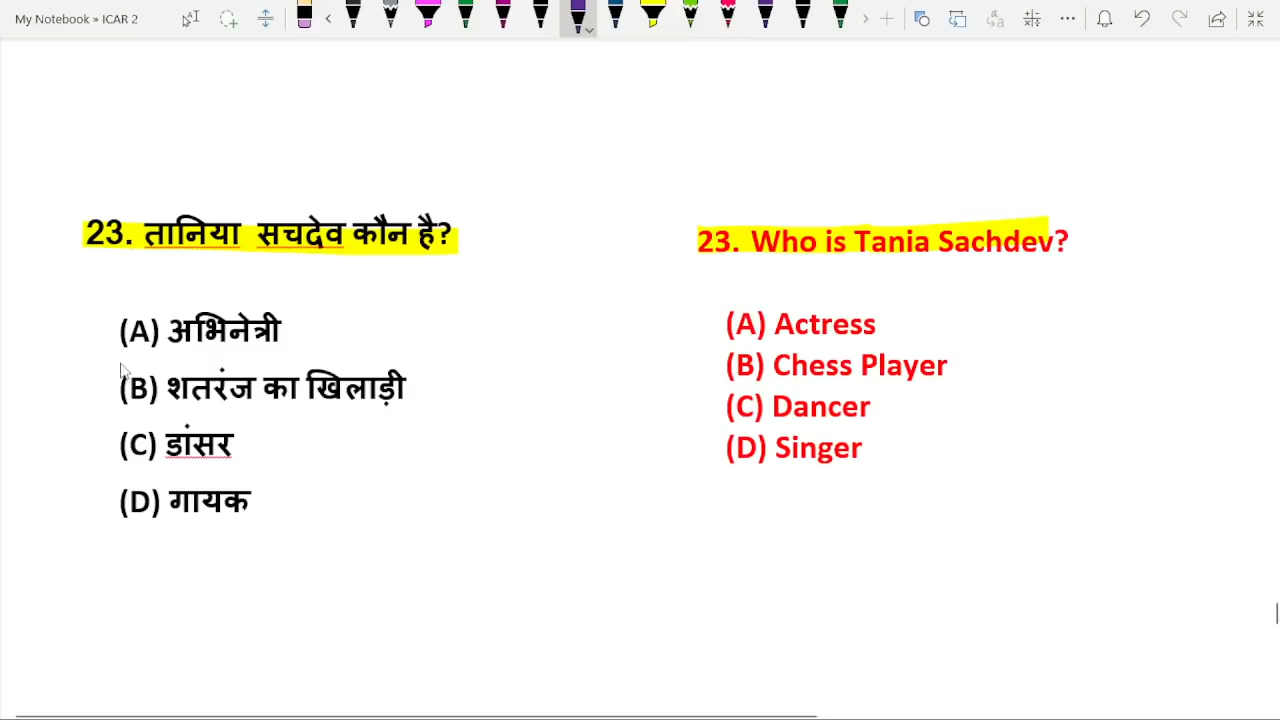 My Notebook » ICAR 2
23. तानिया सचदेव कौन है?
(A) अभिनेत्री
(B) शतरंज का खिलाड़ी
(C) डांसर
(D) गायक
23. Who is Tania Sachdev?
(A) Actress
(B) Chess Player
(C) Dancer
(D) Singer